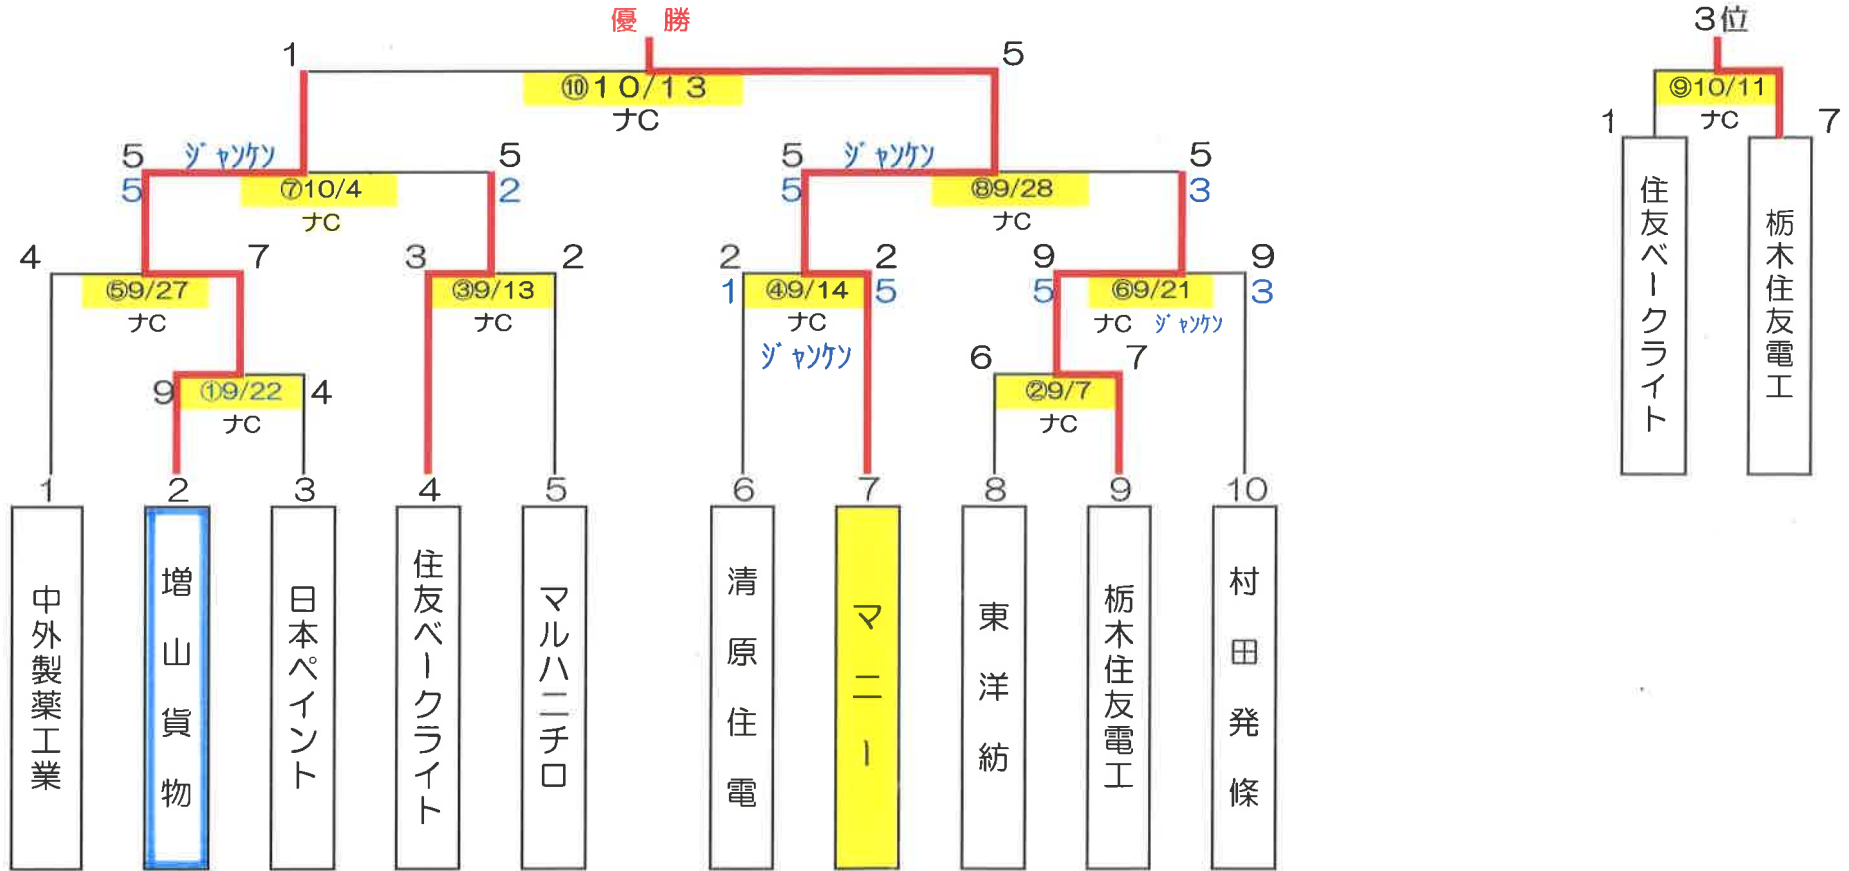 優 勝
3位
1
5
⑩10/13
ナC
⑨10/11
ナC
1
7
5
ジャンケン
5
5
ジャンケン
5
5
⑦10/4
2
5
⑧9/28
3
ナC
ナC
4
7
3
2
2
2
9
9
⑤9/27
③9/13
1
④9/14
5
5
⑥9/21
3
ナC
ナC
ナC
ナC
ジャンケン
ジャンケン
9
①9/22
4
6
7
②9/7
ナC
ナC
1
2
3
4
5
6
7
8
9
10
中外製薬工業
増山貨物
日本ペイント
住友ベークライト
マルハニチロ
清原住電
マニー
東洋紡
栃木住友電工
村田発條
住友ベークライト
栃木住友電工